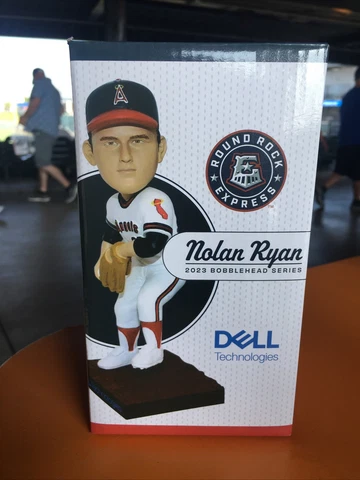 ROUND ROCK
EXPRESS
Nolan Ryan
2023 BOBBLEHEAD SERIES
DELL
Technologies